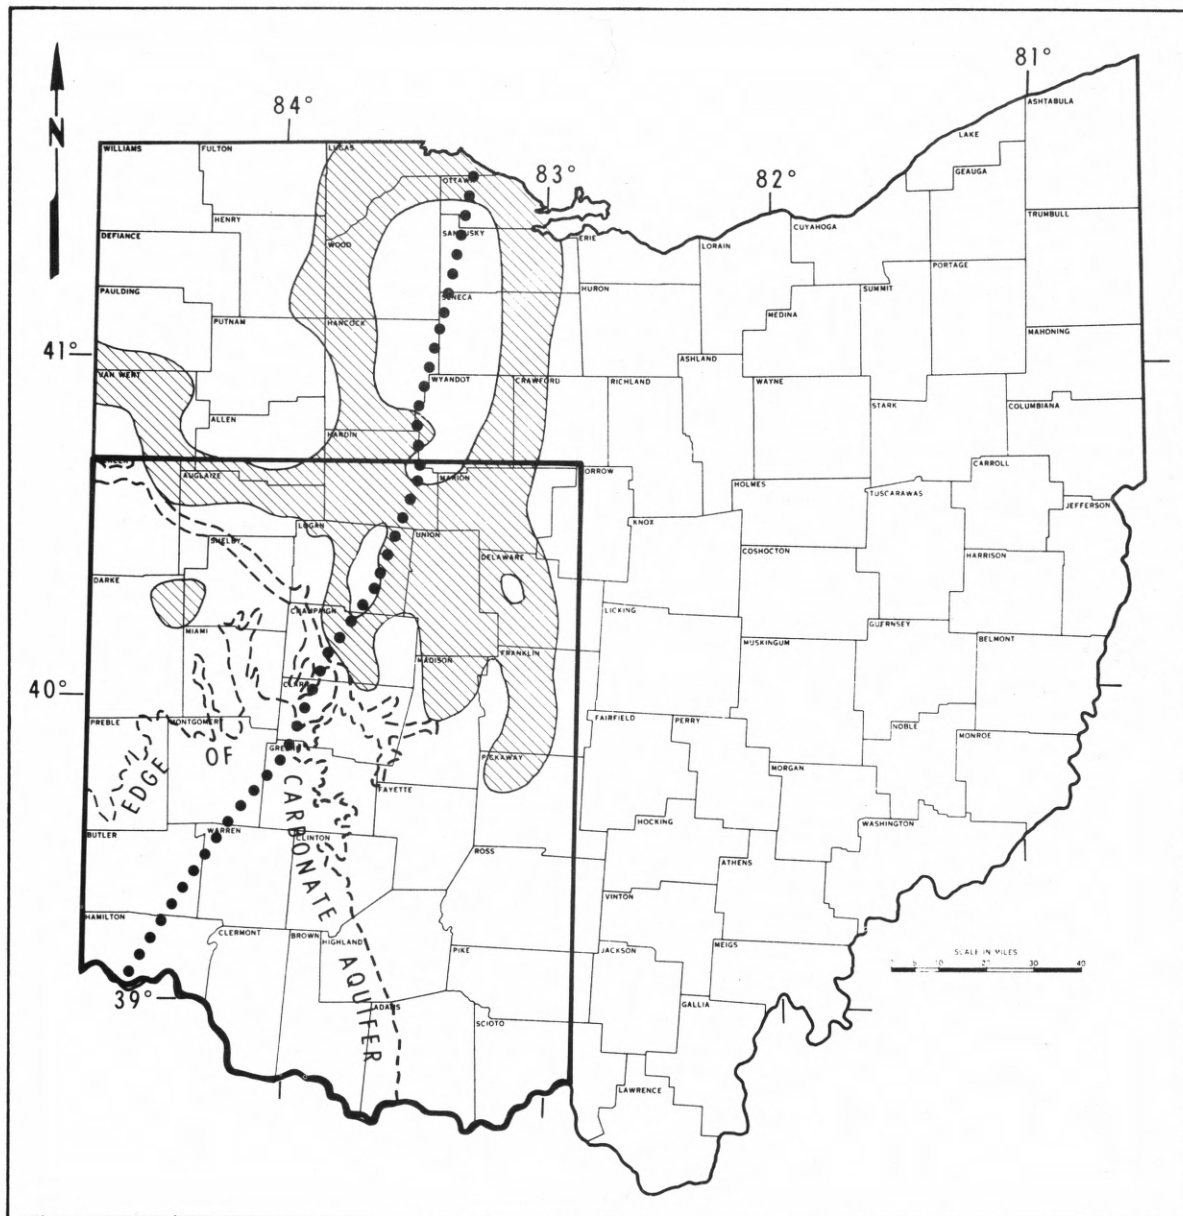 81°
ASHTABULA
84°
LAKE
N
WILLIAMS
FULTON
LUCAS
GEAUGA
83°
82°
OTTAWA
HENRY
TRUMBULL
DEFIANCE
WOOD
SANDUSKY
ERIE
LORAIN
CUYAHOGA
PORTAGE
PAULDING
SENECA
HURON
SUMMIT
PUTNAM
HANCOCK
MEDINA
MAHONING
41°
ASHLAND
VAN WERT
WYANDOT
CRAWFORD
RICHLAND
WAYNE
STARK
COLUMBIANA
ALLEN
HARDIN
AUGLAIZE
MARION
ORROW
HOLMES
CARROLL
TUSCARAWAS
JEFFERSON
LOGAN
UNION
KNOX
SHELBY
DELAWARE
COSHOCTON
HARRISON
DARKE
CHAMPAIGN
LICKING
MIAMI
GUERNSEY
BELMONT
MUSKINGUM
MADISON
FRANKLIN
40°
CLARK
PREBLE
MONTGOMERY
FAIRFIELD
PERRY
NOBLE
MONROE
GREENE
PICKAWAY
EDGE OF CARBONATE AQUIFER
MORGAN
FAYETTE
BUTLER
WARREN
CLINTON
HOCKING
WASHINGTON
ROSS
ATHENS
VINTON
HAMILTON
CLERMONT
BROWN
HIGHLAND
PIKE
JACKSON
MEIGS
SCALE IN MILES
10 20 30 40
39°
ADAMS
SCIOTO
GALLIA
LAWRENCE